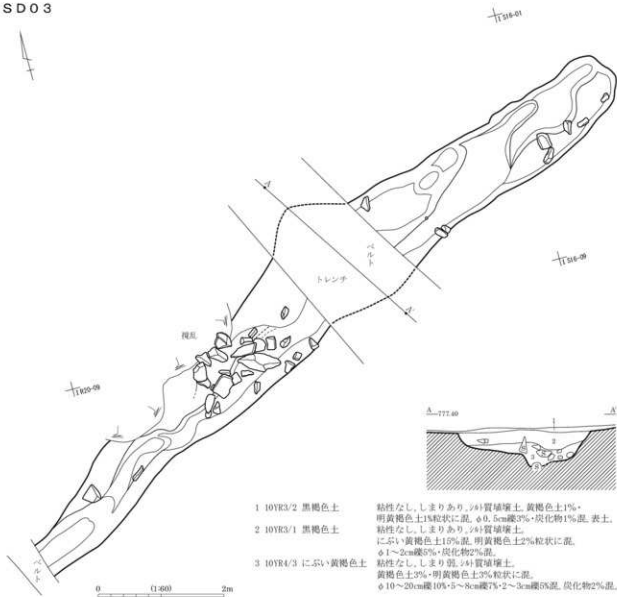 SD03
I S16-01
ベルト
I S16-09
トレンチ
攪乱
I R20-09
A 777.40 A'
1
2
3
S
1 10YR3/2 黒褐色土 粘性なし、しまりあり、シルト質埴壌土、黄褐色土1%・
明黄褐色土1%粒状に混、φ0.5cm礫3%・炭化物1%混、表土。
2 10YR3/1 黒褐色土 粘性なし、しまりあり、シルト質埴壌土、
にぶい黄褐色土15%混、明黄褐色土2%粒状に混、
φ1～2cm礫5%・炭化物2%混。
3 10YR4/3 にぶい黄褐色土 粘性なし、しまり弱、シルト質埴壌土、
黄褐色土3%・明黄褐色土3%粒状に混、
φ10～20cm礫10%・5～8cm礫7%・2～3cm礫5%混、炭化物2%混。
ベルト
0 (1:60) 2m